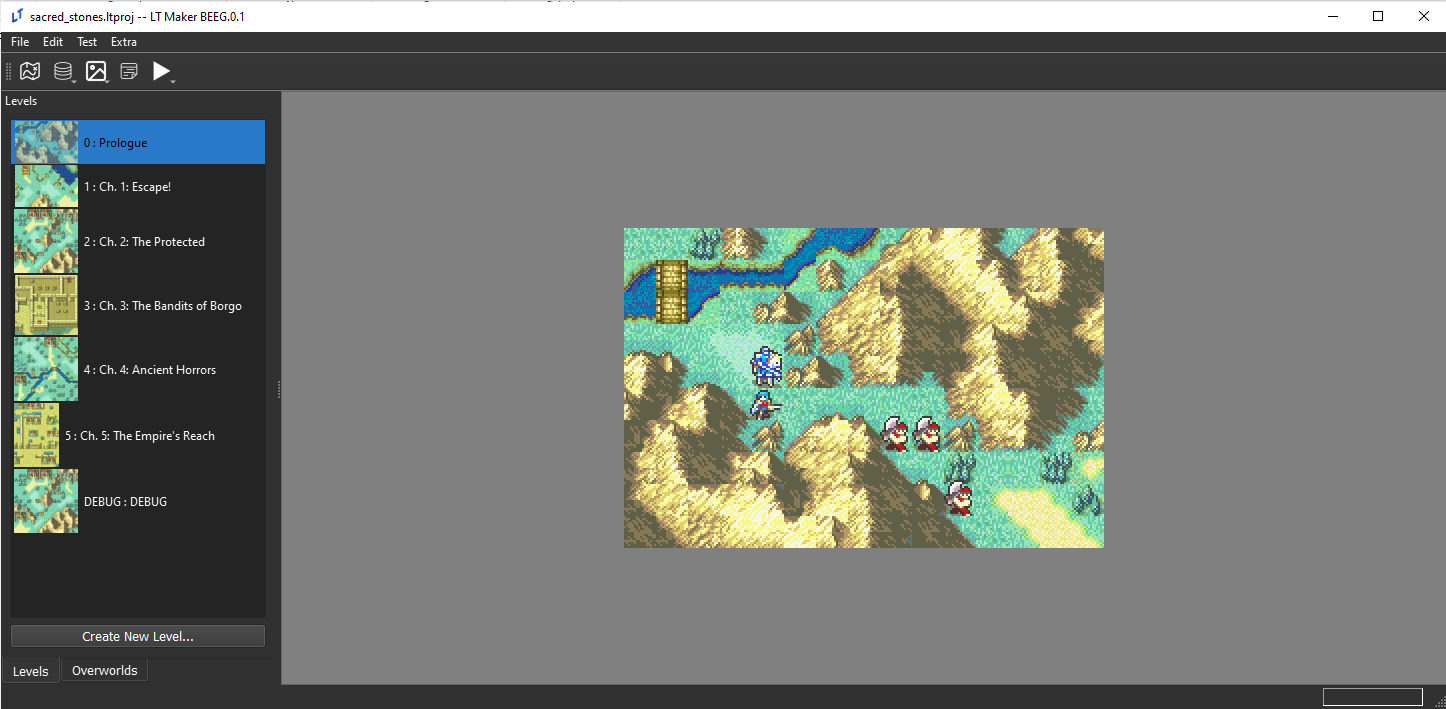 sacred_stones.ltproj -- LT Maker BEEG.0.1
File Edit Test Extra
Levels
0 : Prologue
1 : Ch. 1: Escape!
2 : Ch. 2: The Protected
3 : Ch. 3: The Bandits of Borgo
4 : Ch. 4: Ancient Horrors
5 : Ch. 5: The Empire's Reach
DEBUG : DEBUG
Create New Level...
Levels Overworlds